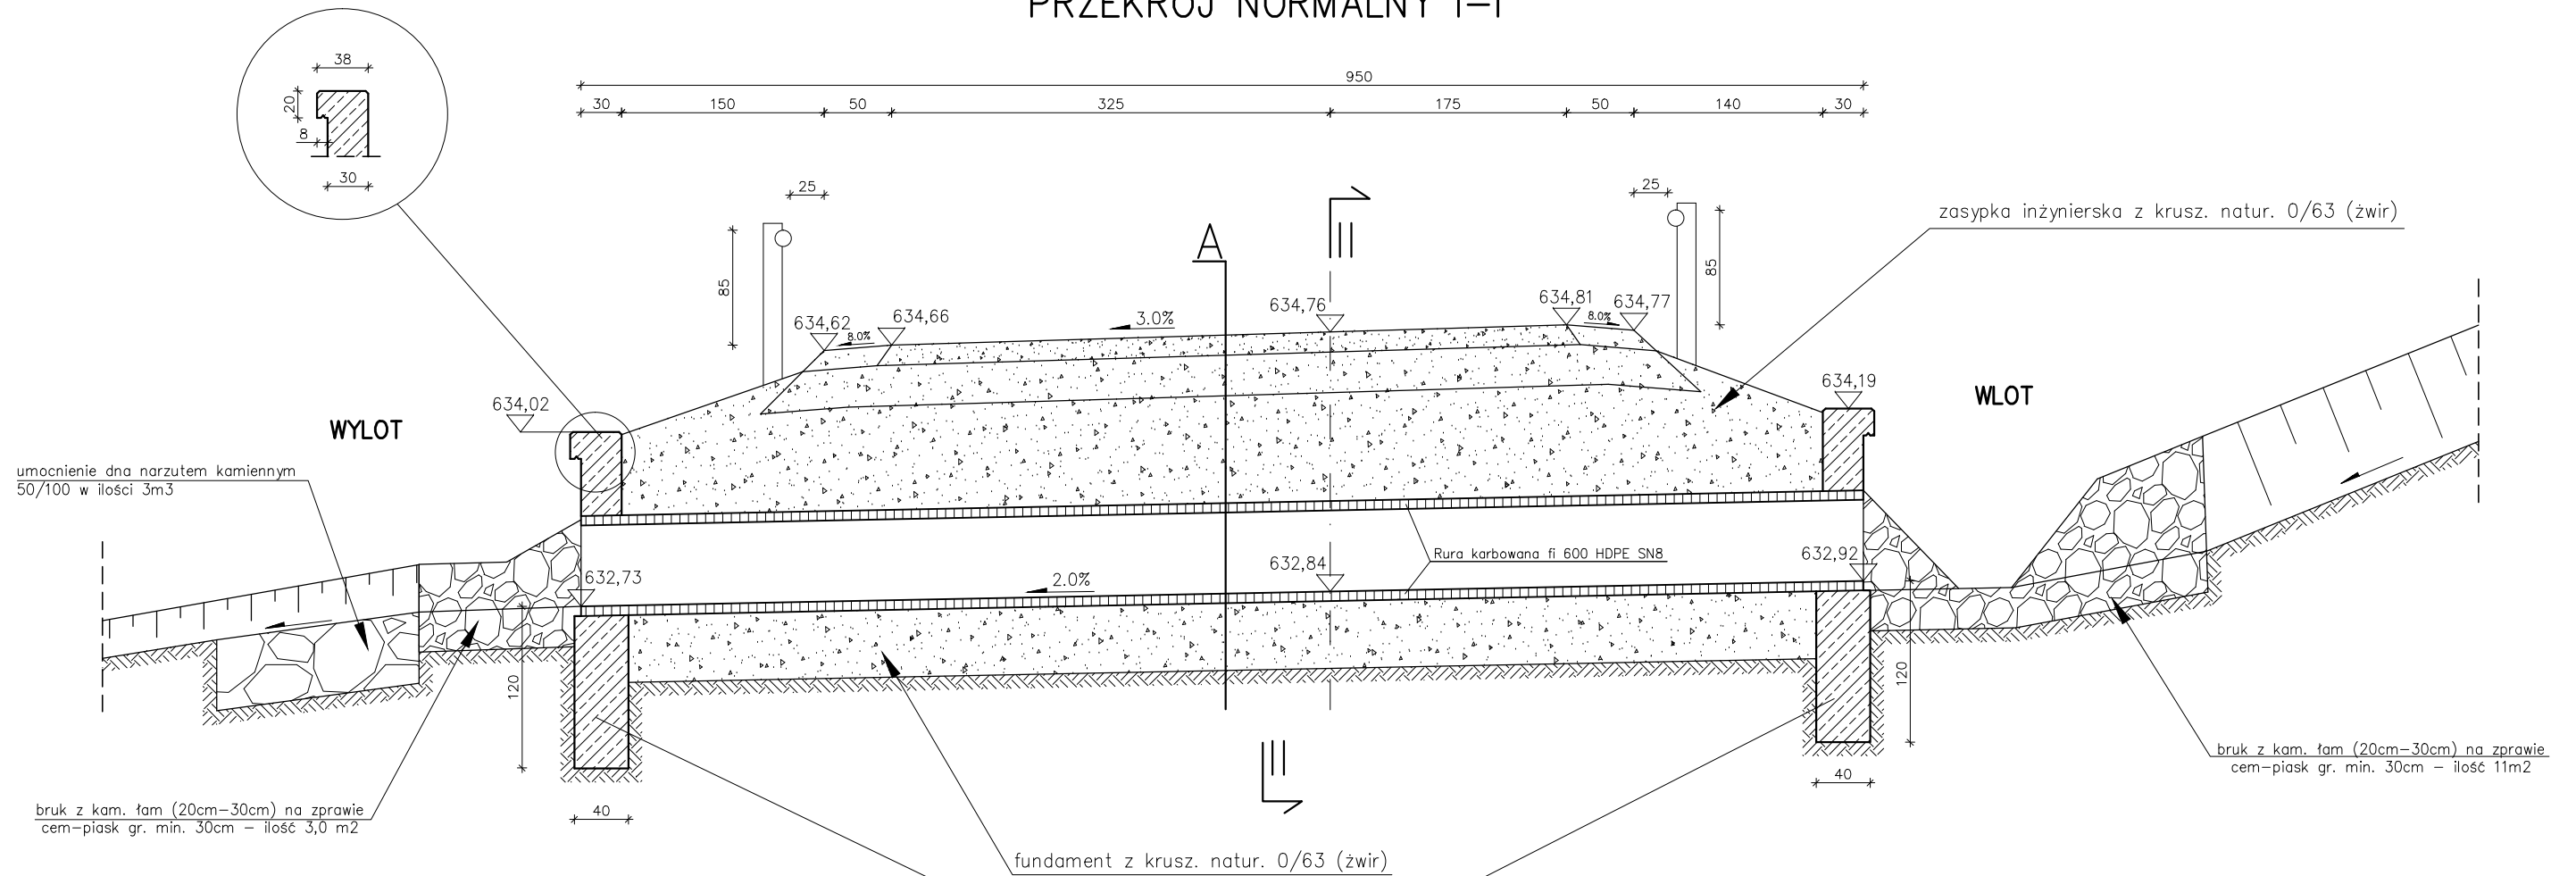 PRZEKRÓJ NORMALNY I-I
38
20
8
30
950
30 150 50 325 175 50 140 30
25
25
85
85
A
III
zasypka inżynierska z krusz. natur. 0/63 (żwir)
634,62
634,66
634,76
634,81
634,77
8.0%
3.0%
8.0%
634,02
634,19
WYLOT
WLOT
umocnienie dna narzutem kamiennym
50/100 w ilości 3m3
Rura karbowana fi 600 HDPE SN8
632,73
632,84
632,92
2.0%
120
120
40
40
III
bruk z kam. łam (20cm-30cm) na zprawie
cem-piask gr. min. 30cm - ilość 3,0 m2
bruk z kam. łam (20cm-30cm) na zprawie
cem-piask gr. min. 30cm - ilość 11m2
fundament z krusz. natur. 0/63 (żwir)